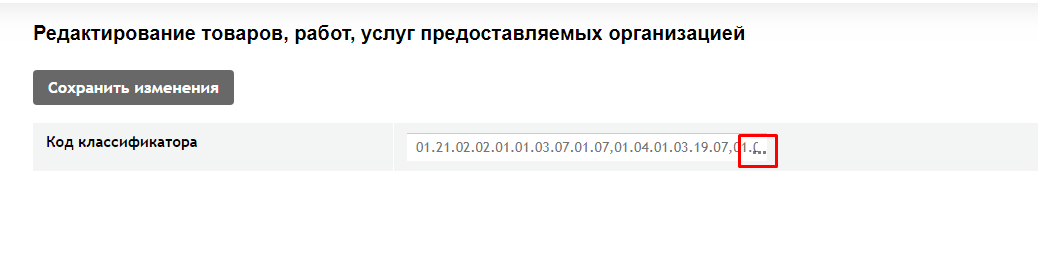 Редактирование товаров, работ, услуг предоставляемых организацией
Сохранить изменения
Код классификатора
01.21.02.02.01.01.03.07.01.07,01.04.01.03.19.07,01. ...